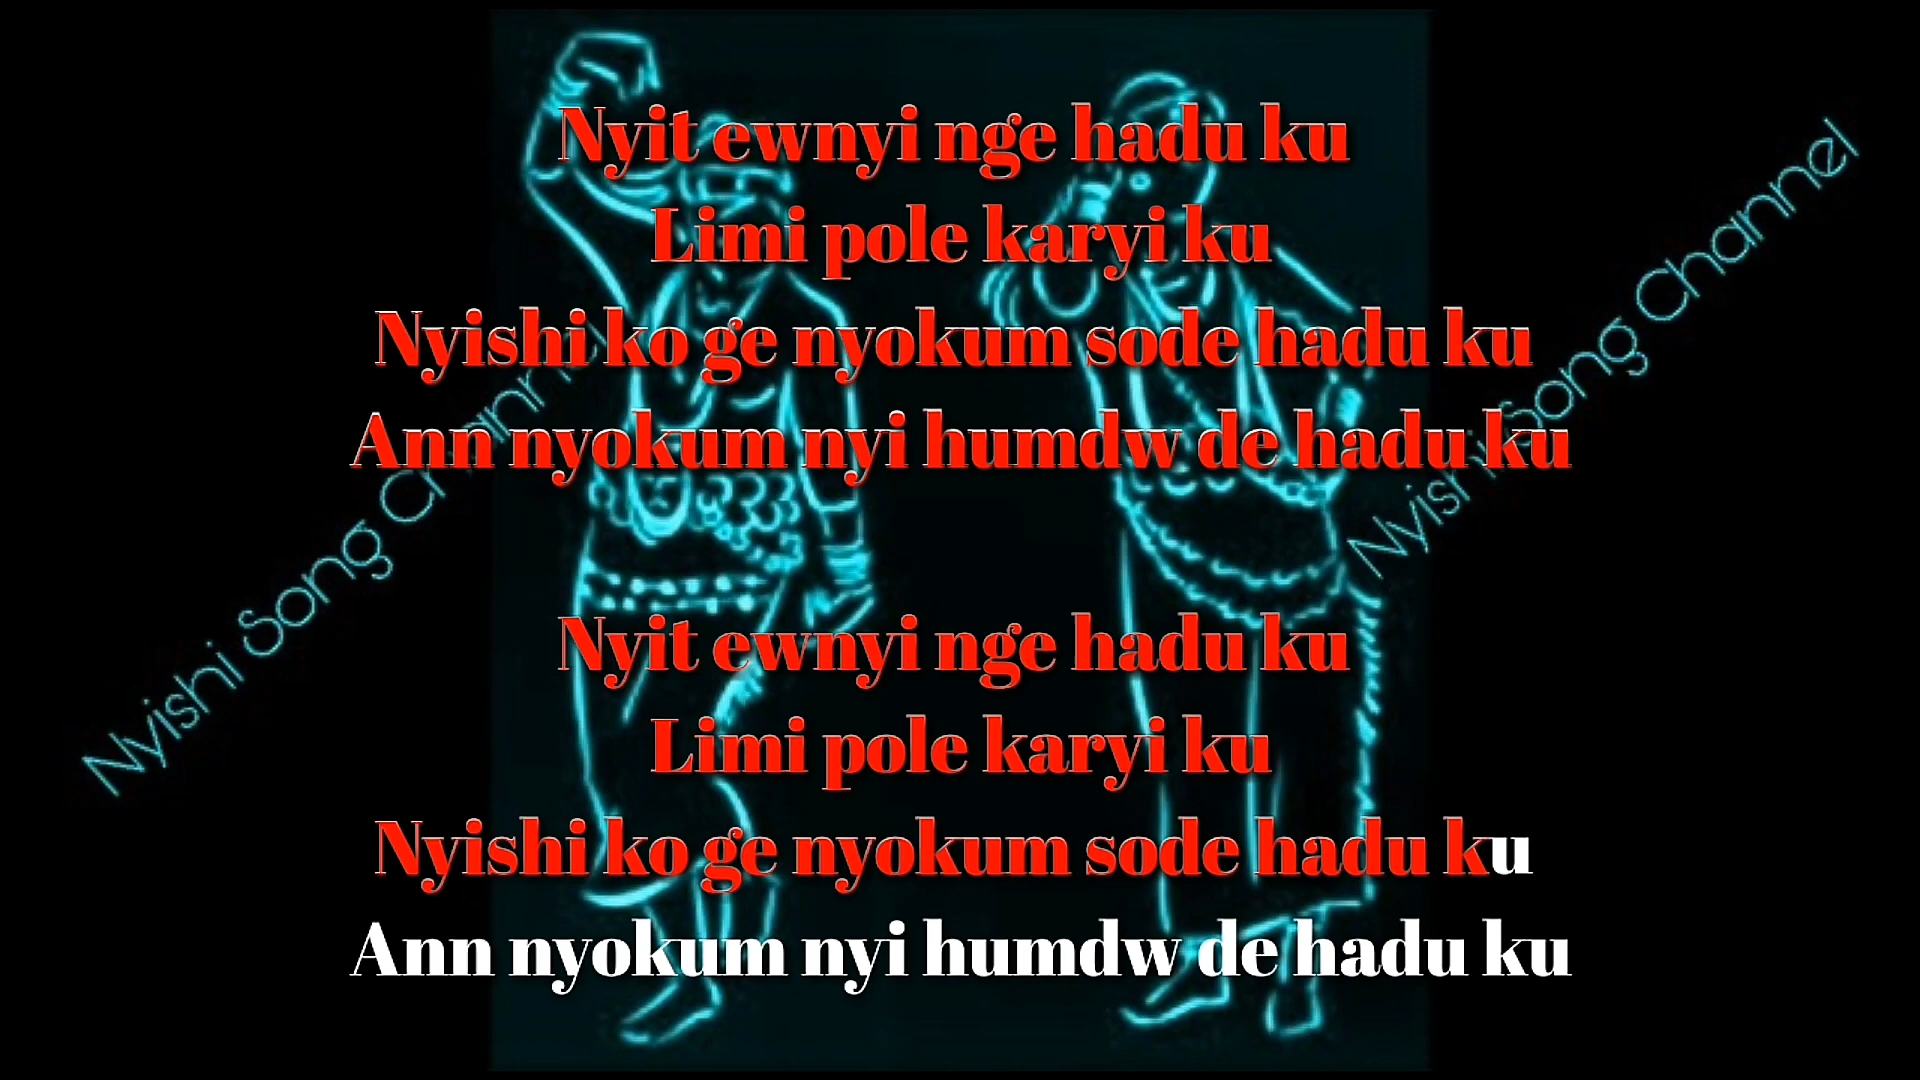 Nyit ewnyi nge hadu ku
Limi pole karyi ku
Nyishi ko ge nyokum sode hadu ku
Ann nyokum nyi humdw de hadu ku
Nyit ewnyi nge hadu ku
Limi pole karyi ku
Nyishi ko ge nyokum sode hadu ku
Ann nyokum nyi humdw de hadu ku
Nyishi Song Channel
Nyishi Song Channel